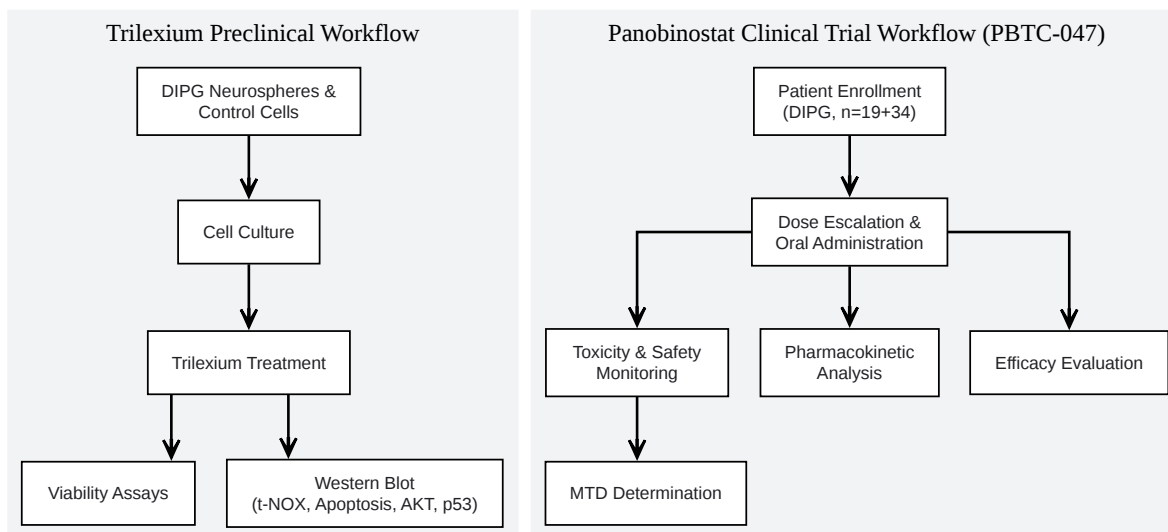 Trilexium Preclinical Workflow
DIPG Neurospheres &
Control Cells
Cell Culture
Trilexium Treatment
Viability Assays
Western Blot
(t-NOX, Apoptosis, AKT, p53)
Panobinostat Clinical Trial Workflow (PBTC-047)
Patient Enrollment
(DIPG, n=19+34)
Dose Escalation &
Oral Administration
Toxicity & Safety
Monitoring
Pharmacokinetic
Analysis
Efficacy Evaluation
MTD Determination